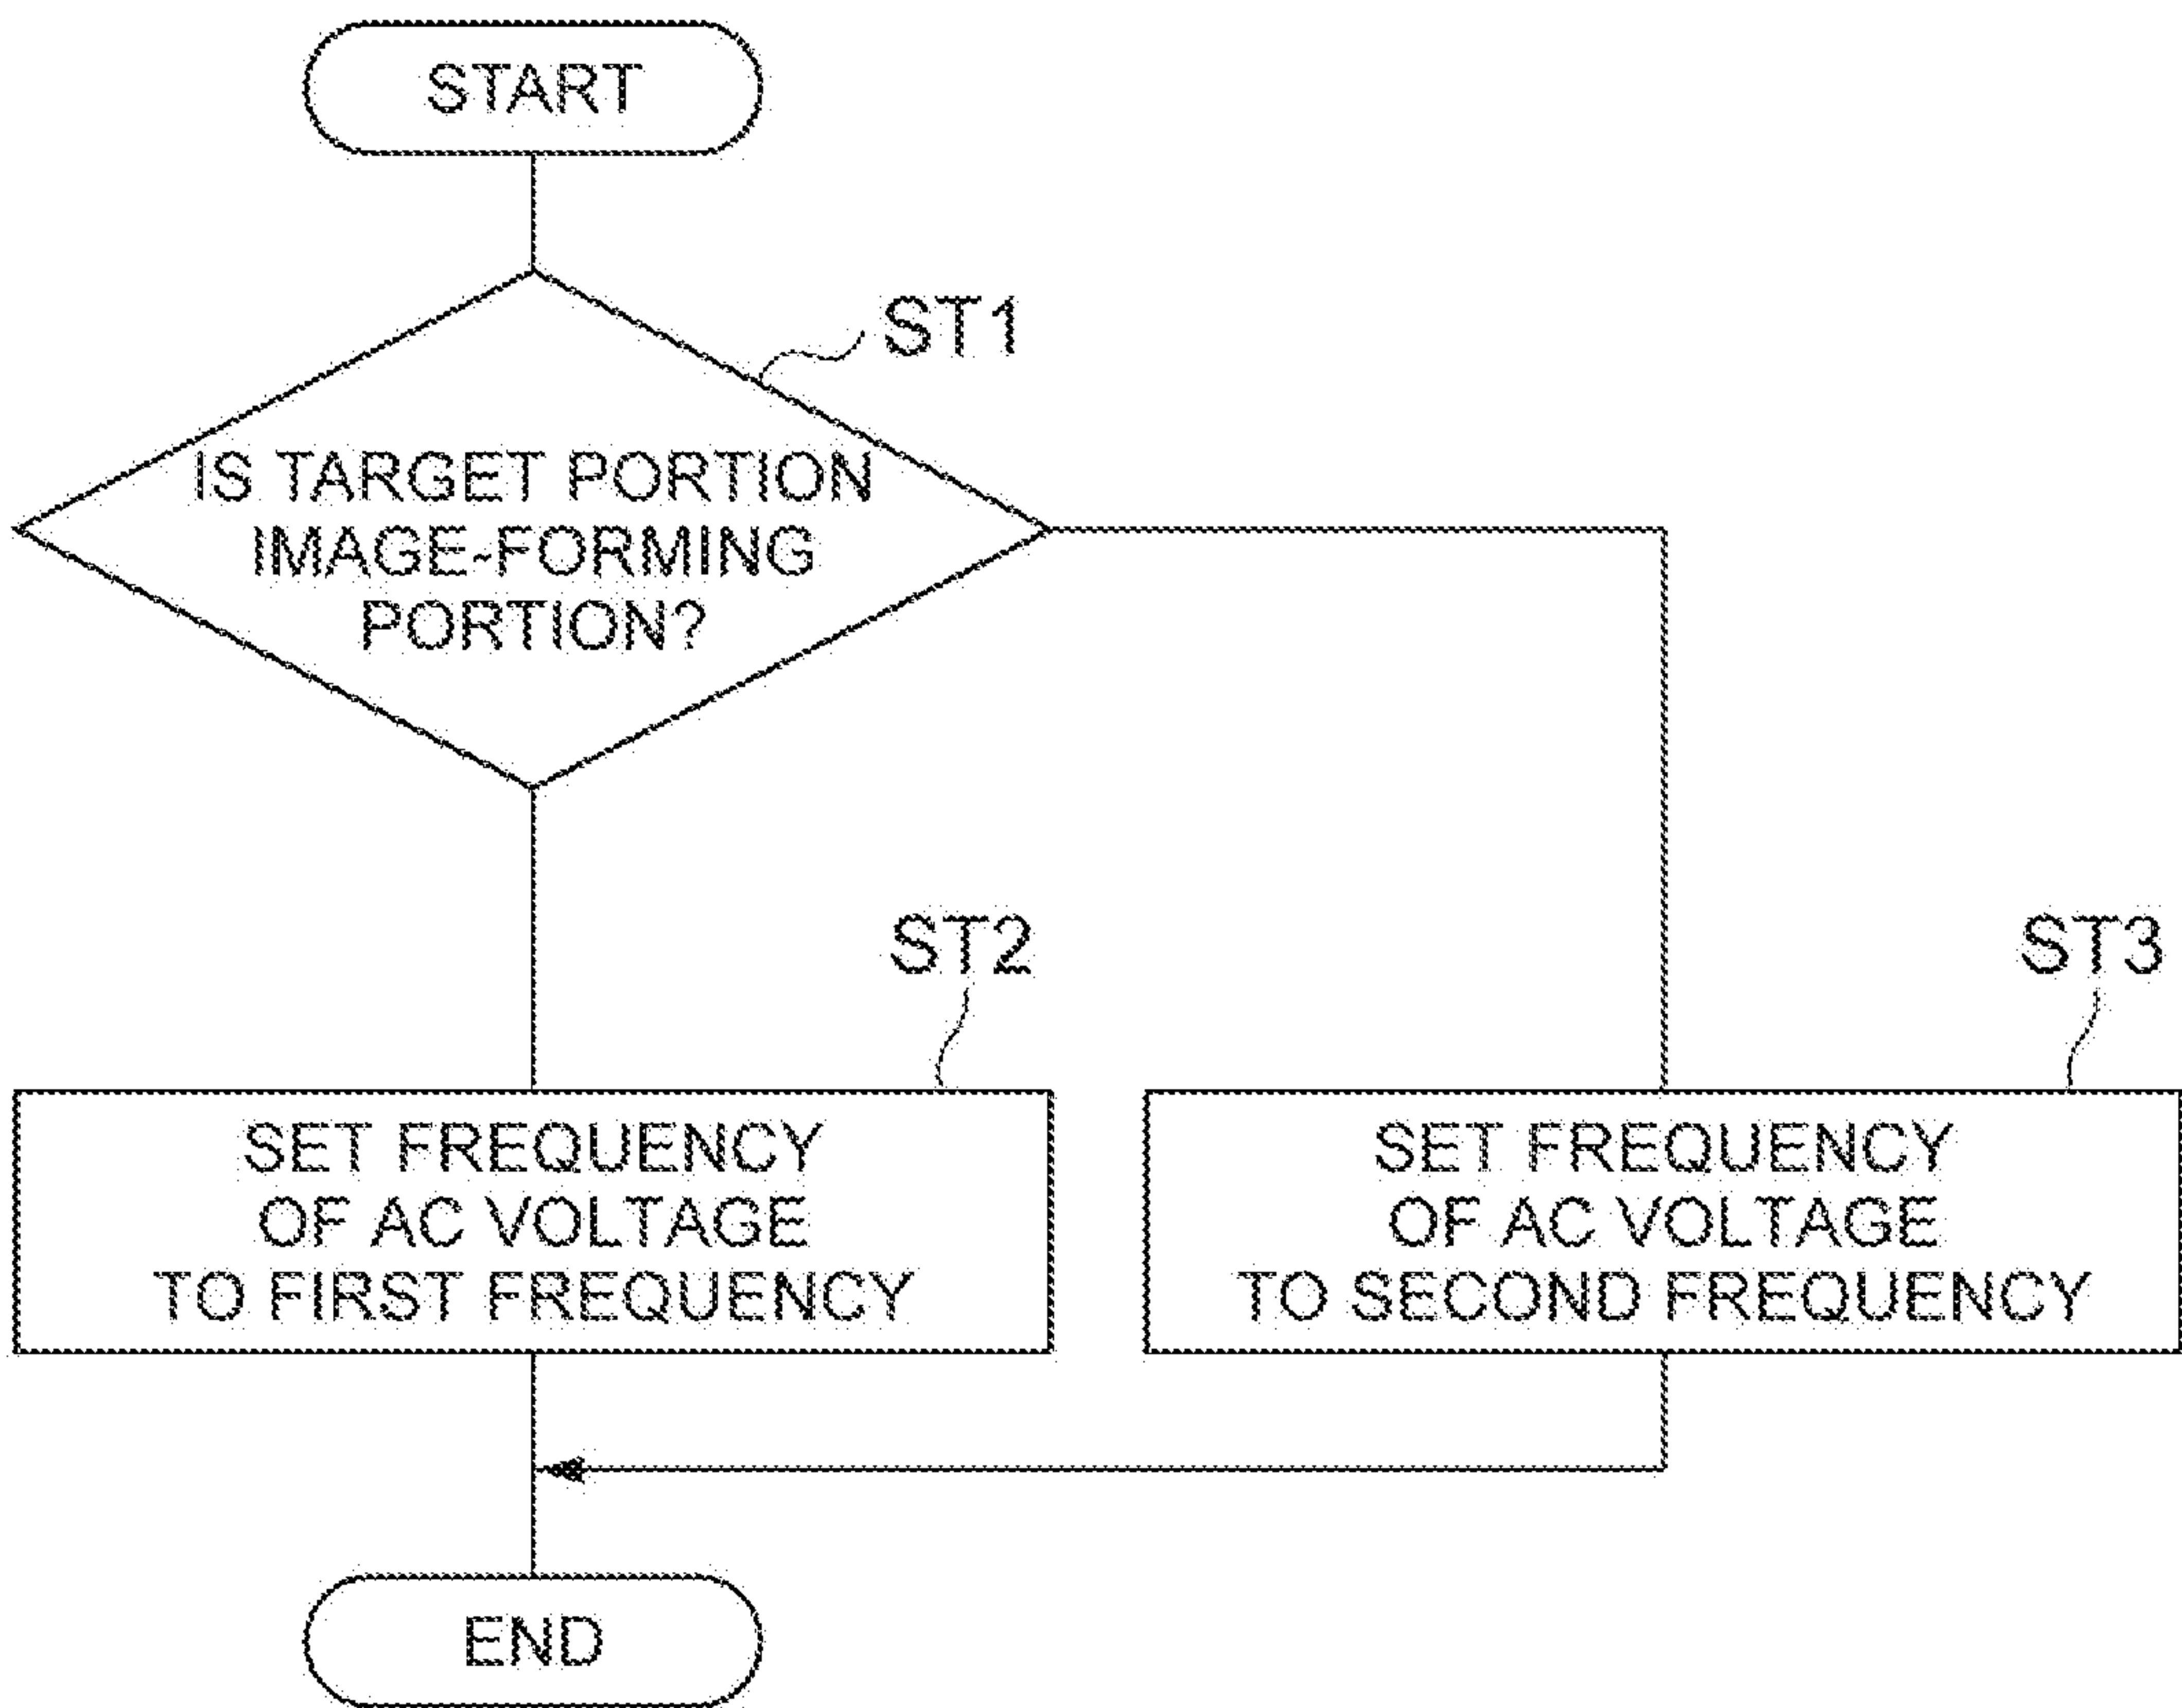 START
ST1
IS TARGET PORTION
IMAGE-FORMING
PORTION?
ST2
SET FREQUENCY
OF AC VOLTAGE
TO FIRST FREQUENCY
ST3
SET FREQUENCY
OF AC VOLTAGE
TO SECOND FREQUENCY
END